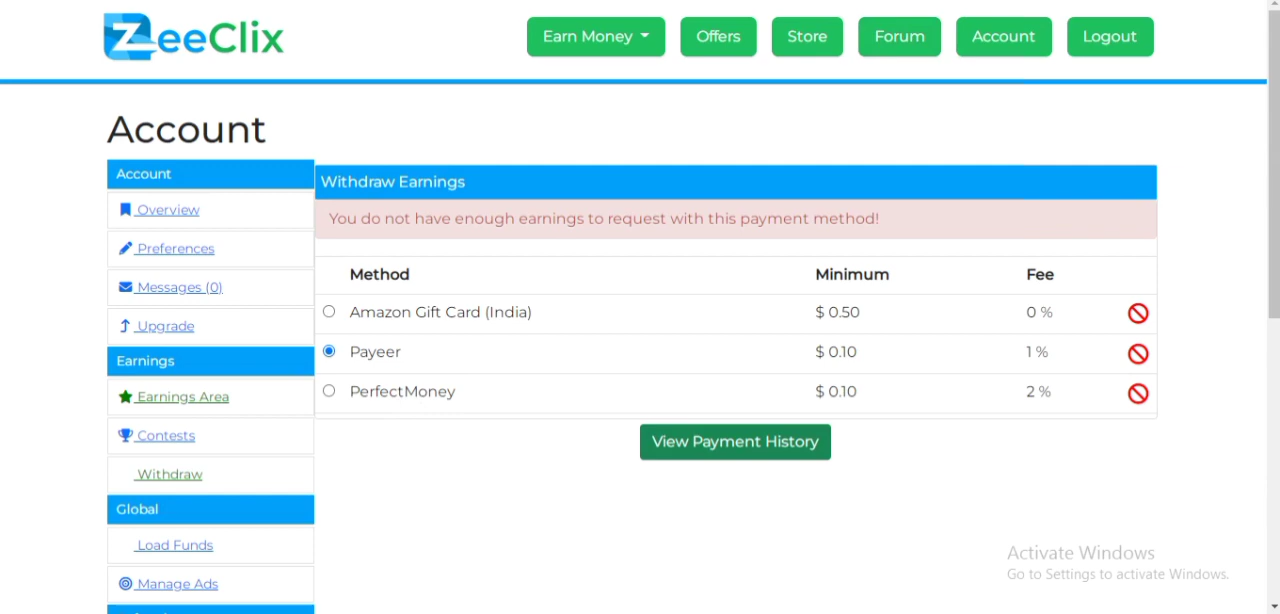 ZeeClix
Earn Money Offers Store Forum Account Logout
Account
Account
Overview
Preferences
Messages (0)
Upgrade
Earnings
Earnings Area
Contests
Withdraw
Global
Load Funds
Manage Ads
Withdraw Earnings
You do not have enough earnings to request with this payment method!
Method Minimum Fee
Amazon Gift Card (India) $ 0.50 0 %
Payeer $ 0.10 1 %
PerfectMoney $ 0.10 2 %
View Payment History
Activate Windows
Go to Settings to activate Windows.